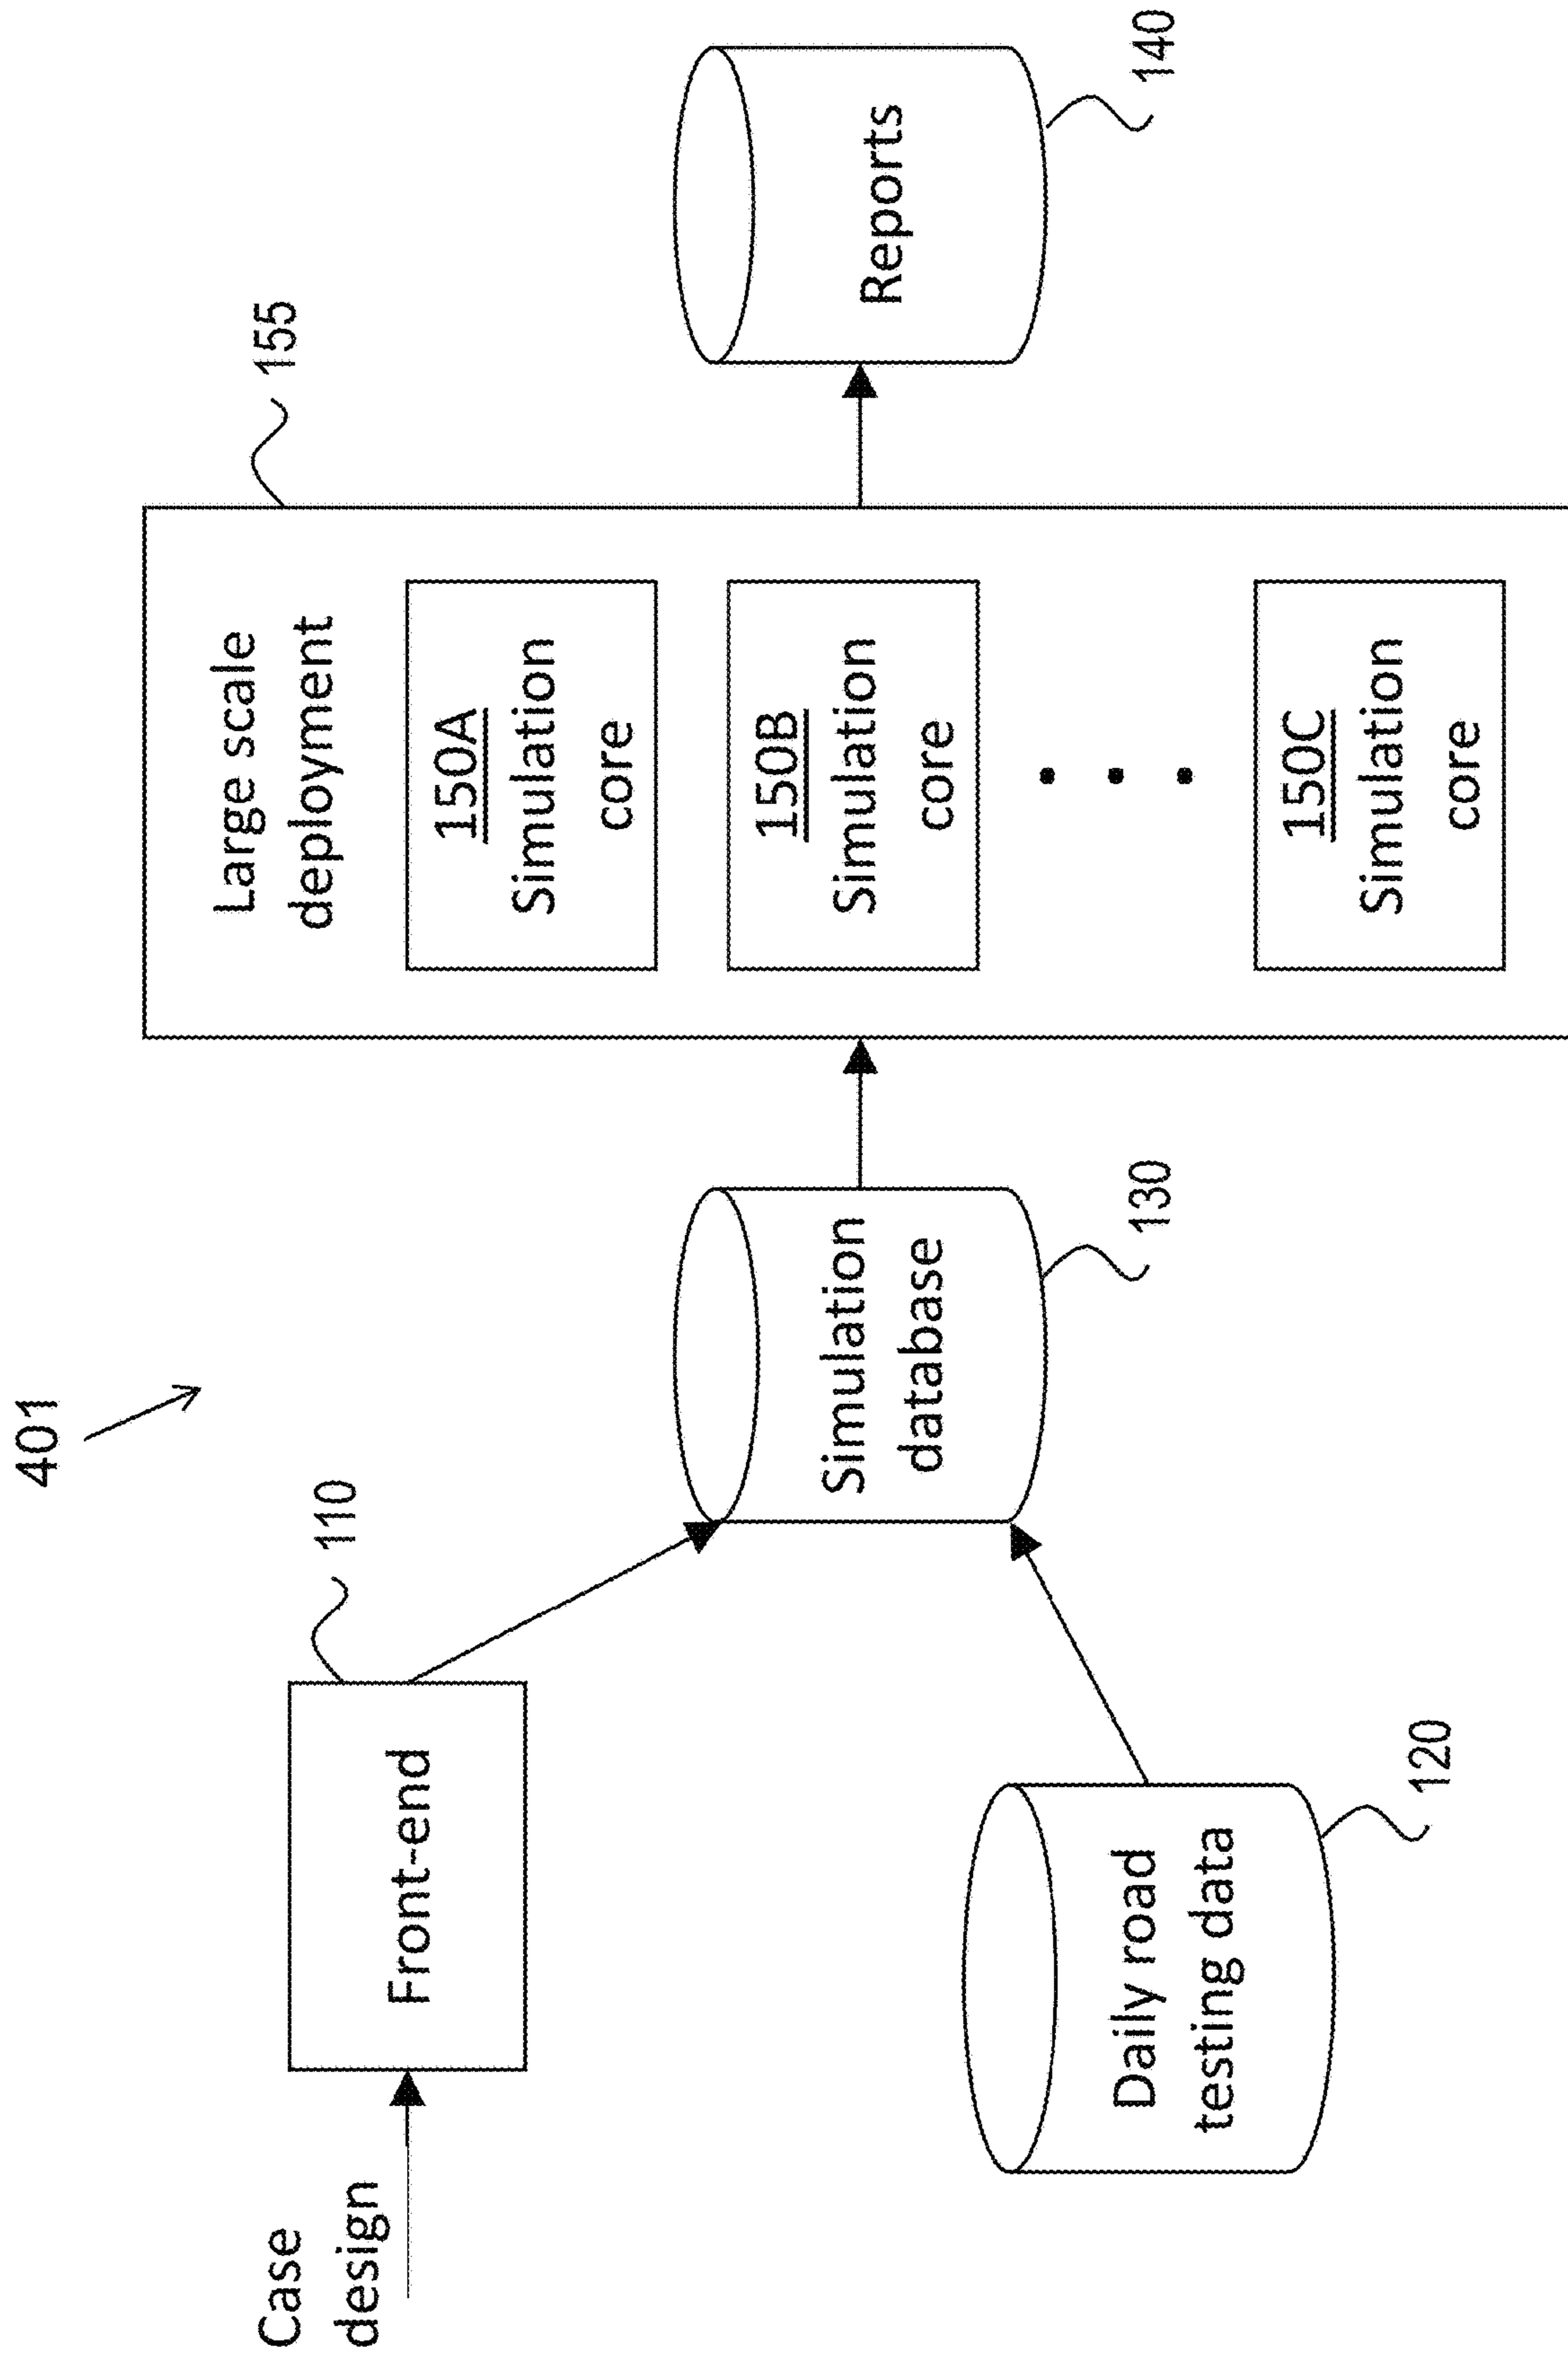 401
Case
design
Front-end
110
Daily road
testing data
120
Simulation
database
130
Large scale
deployment
155
150A
Simulation
core
150B
Simulation
core
150C
Simulation
core
Reports
140